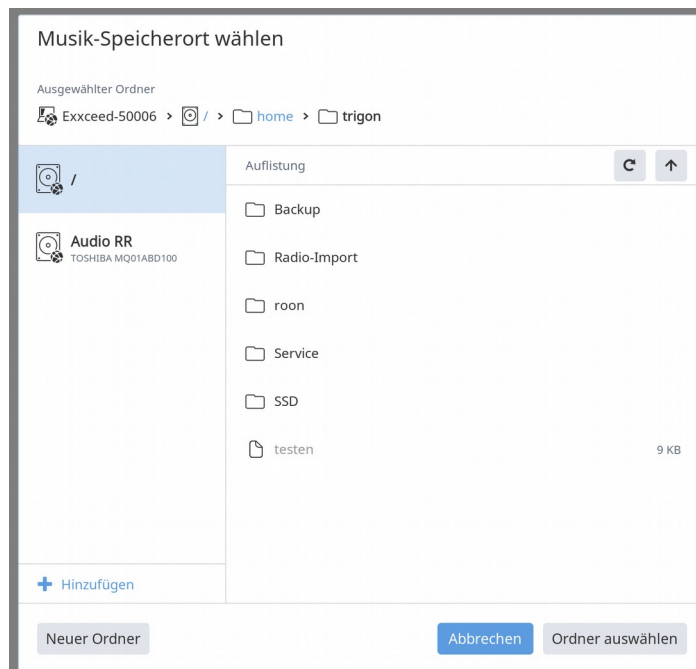 Musik-Speicherort wählen
Ausgewählter Ordner
Exxceed-50006 > / > home > trigon
/
Audio RR
TOSHIBA MQ01ABD100
Hinzufügen
Auflistung
Backup
Radio-Import
roon
Service
SSD
testen 9 KB
Neuer Ordner
Abbrechen
Ordner auswählen